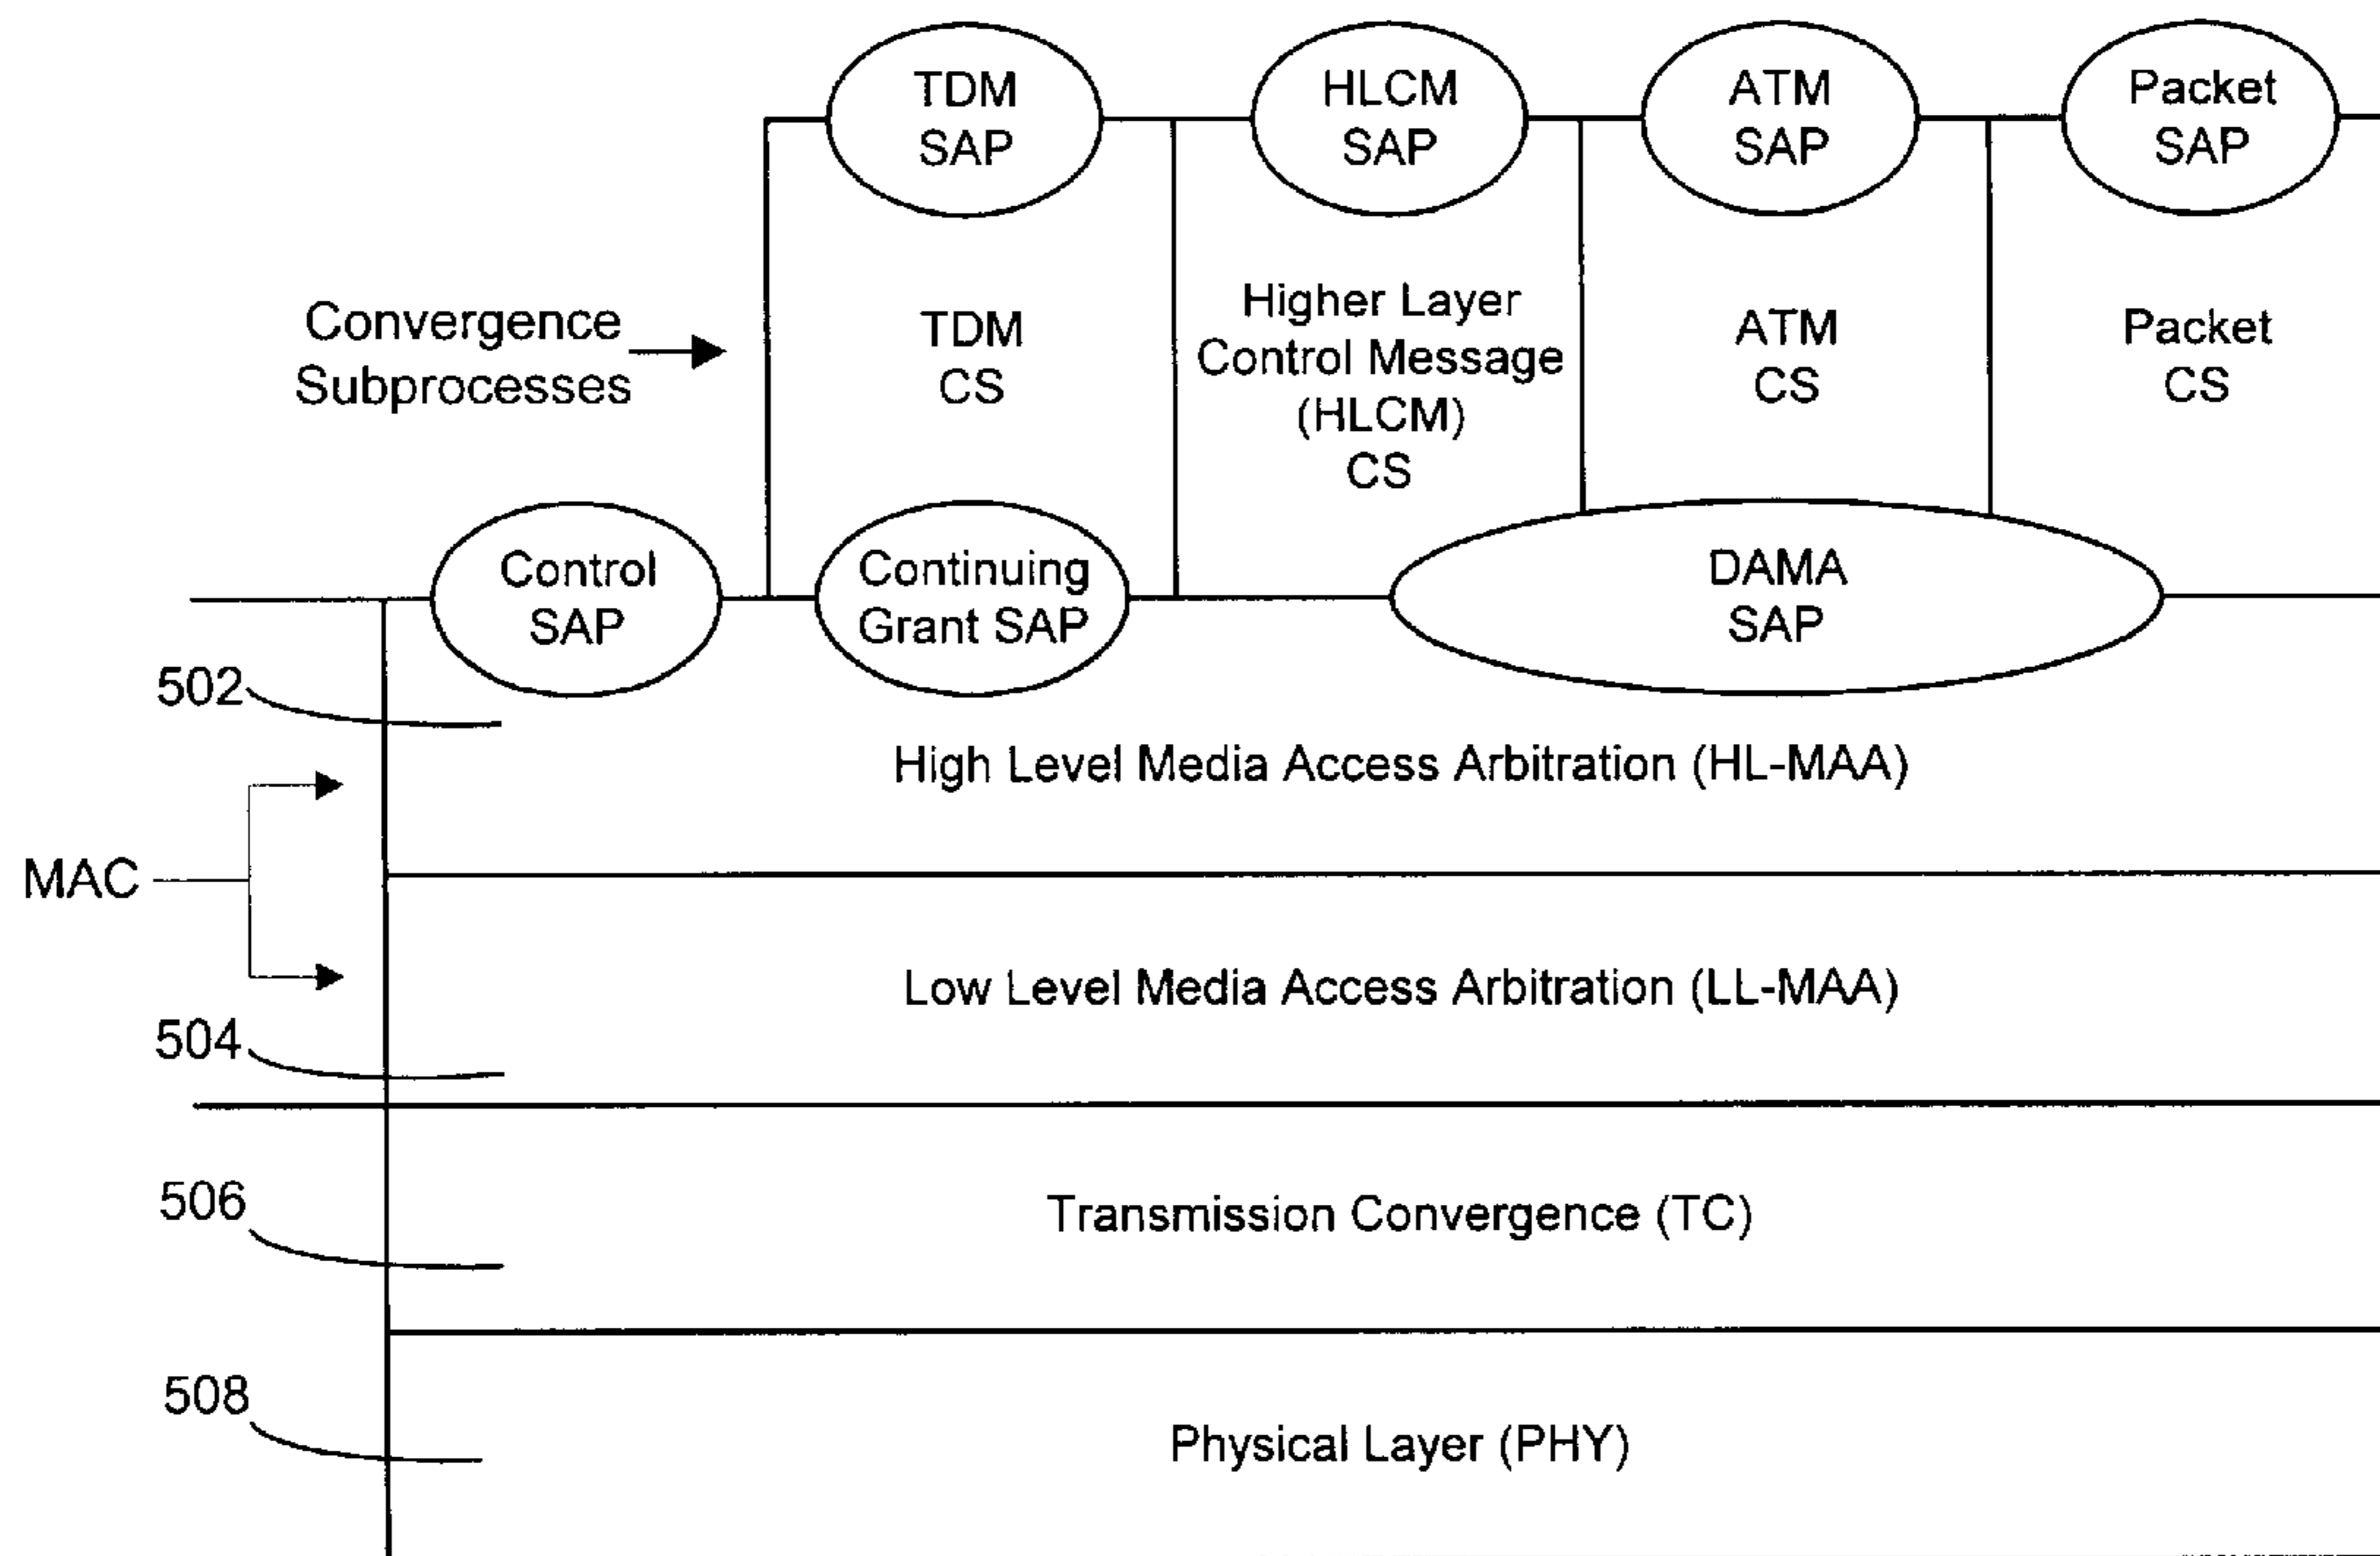 TDM
SAP
HLCM
SAP
ATM
SAP
Packet
SAP
Convergence
Subprocesses
TDM
CS
Higher Layer
Control Message
(HLCM)
CS
ATM
CS
Packet
CS
Control
SAP
Continuing
Grant SAP
DAMA
SAP
502
High Level Media Access Arbitration (HL-MAA)
MAC
Low Level Media Access Arbitration (LL-MAA)
504
506
Transmission Convergence (TC)
508
Physical Layer (PHY)